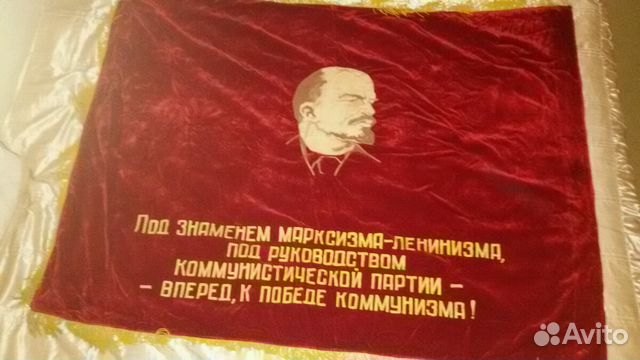 Под знаменем марксизма-ленинизма,
под руководством
коммунистической партии –
– вперед, к победе коммунизма!
Avito